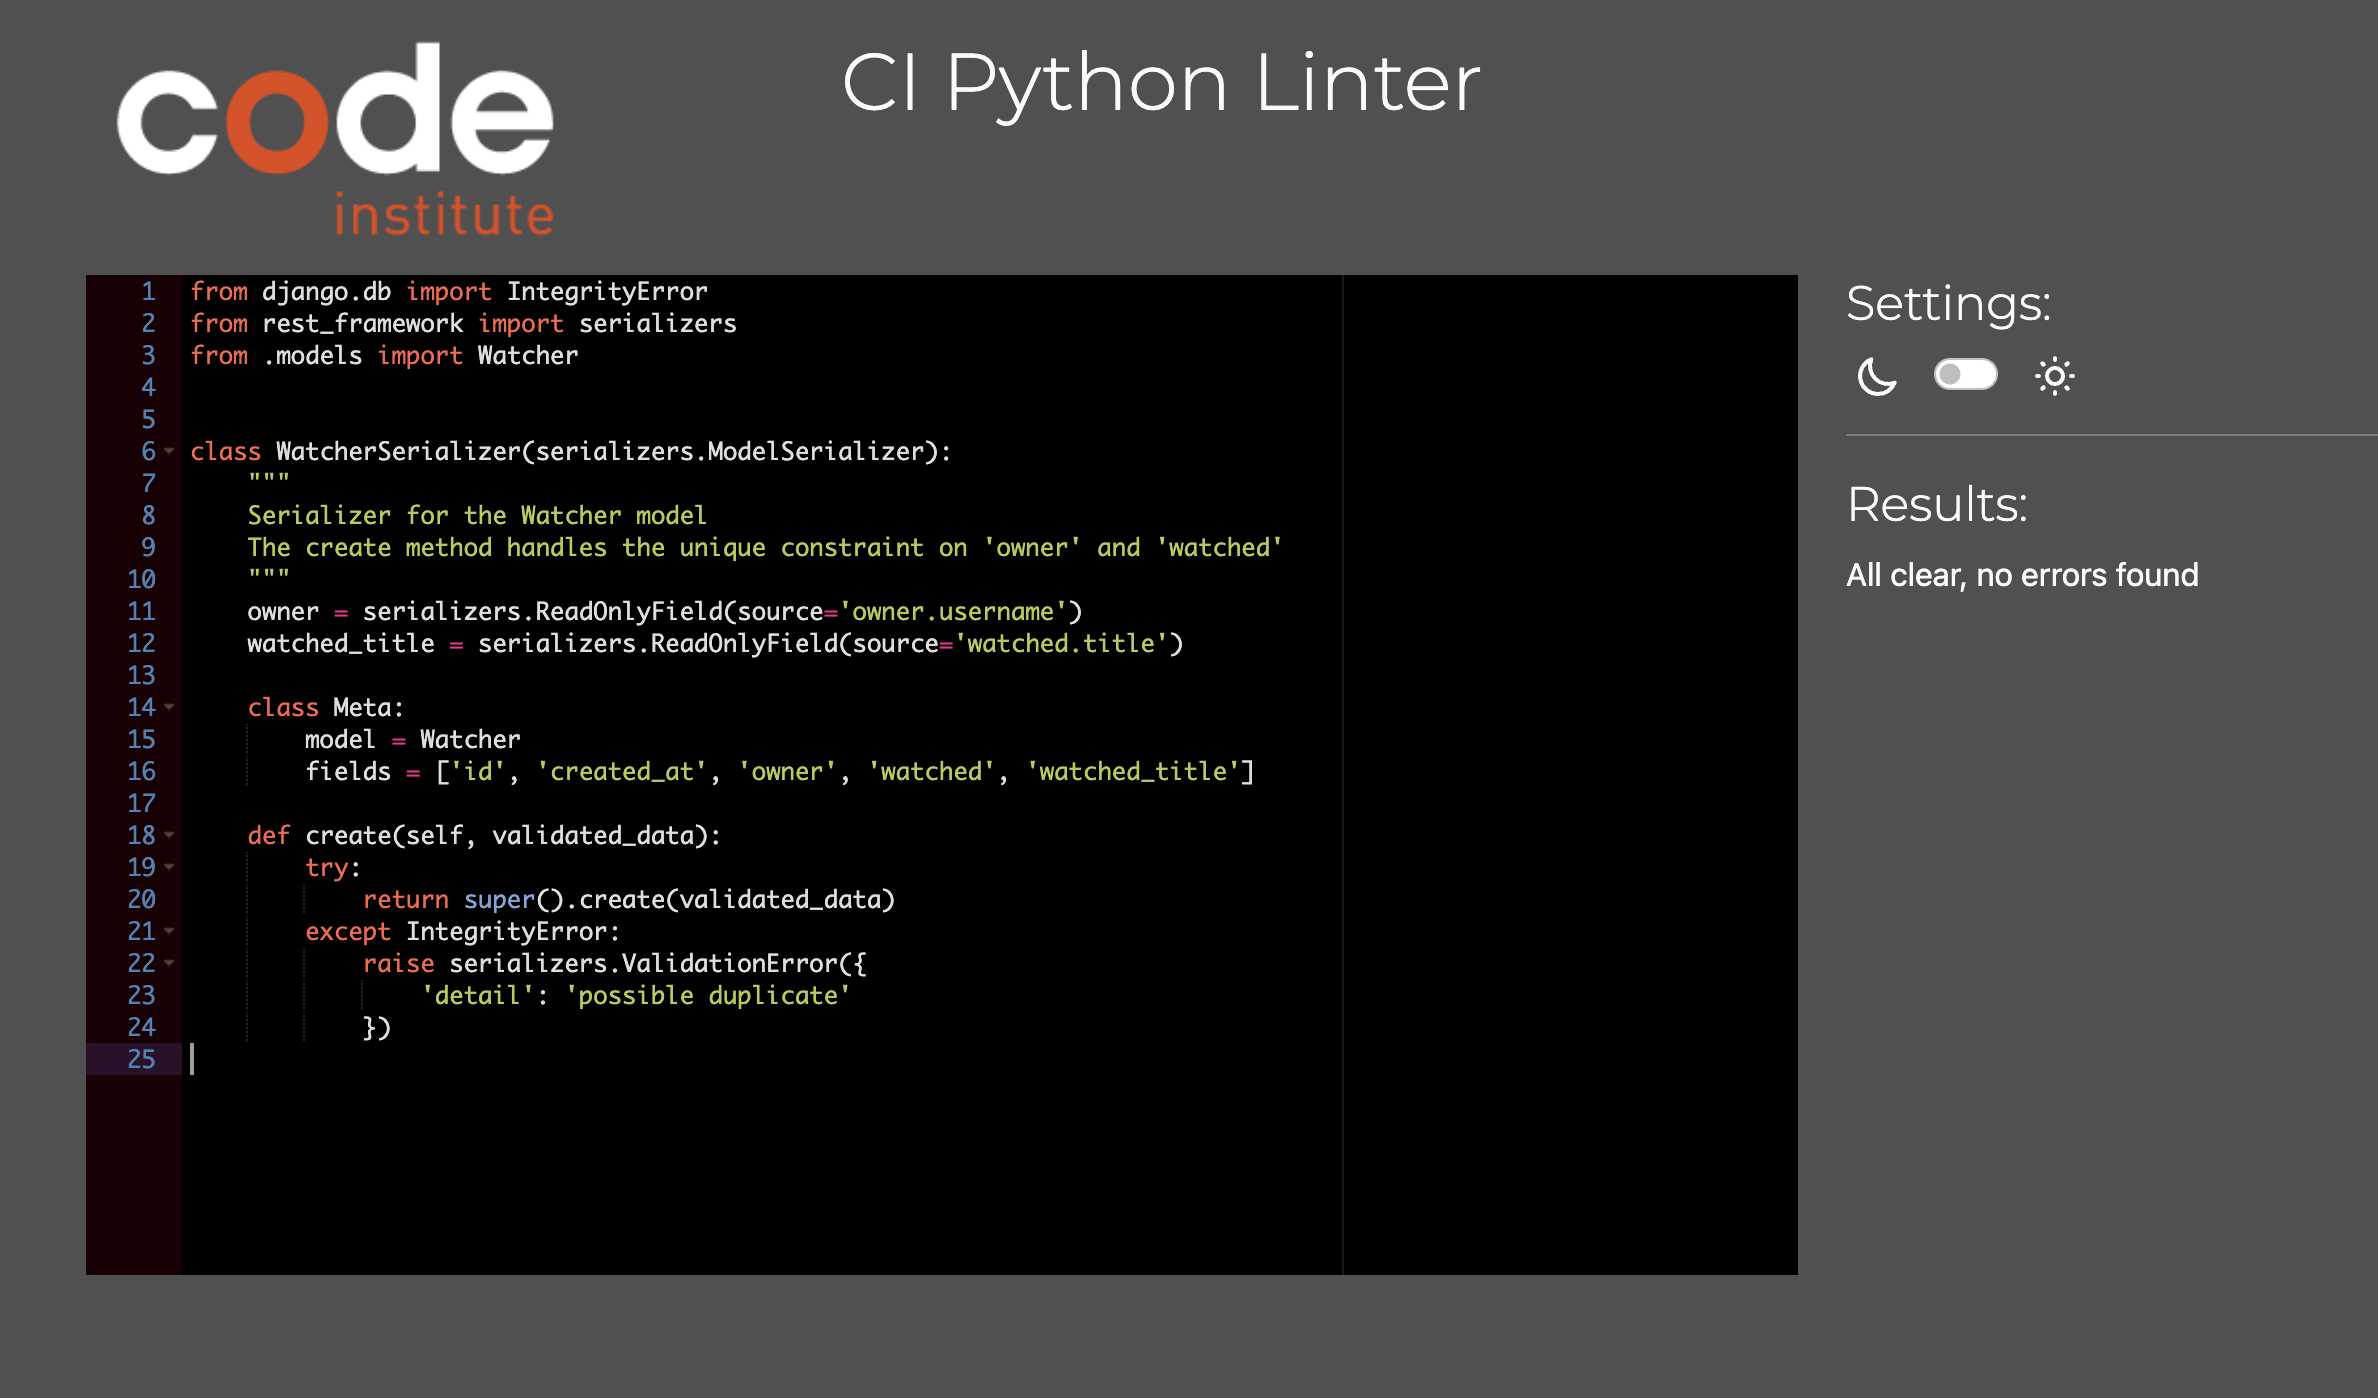 code
institute
CI Python Linter
1 from django.db import IntegrityError
2 from rest_framework import serializers
3 from .models import Watcher
4
5
6 class WatcherSerializer(serializers.ModelSerializer):
7     """
8     Serializer for the Watcher model
9     The create method handles the unique constraint on 'owner' and 'watched'
10     """
11     owner = serializers.ReadOnlyField(source='owner.username')
12     watched_title = serializers.ReadOnlyField(source='watched.title')
13
14     class Meta:
15         model = Watcher
16         fields = ['id', 'created_at', 'owner', 'watched', 'watched_title']
17
18     def create(self, validated_data):
19         try:
20             return super().create(validated_data)
21         except IntegrityError:
22             raise serializers.ValidationError({
23                 'detail': 'possible duplicate'
24             })
25
Settings:
Results:
All clear, no errors found